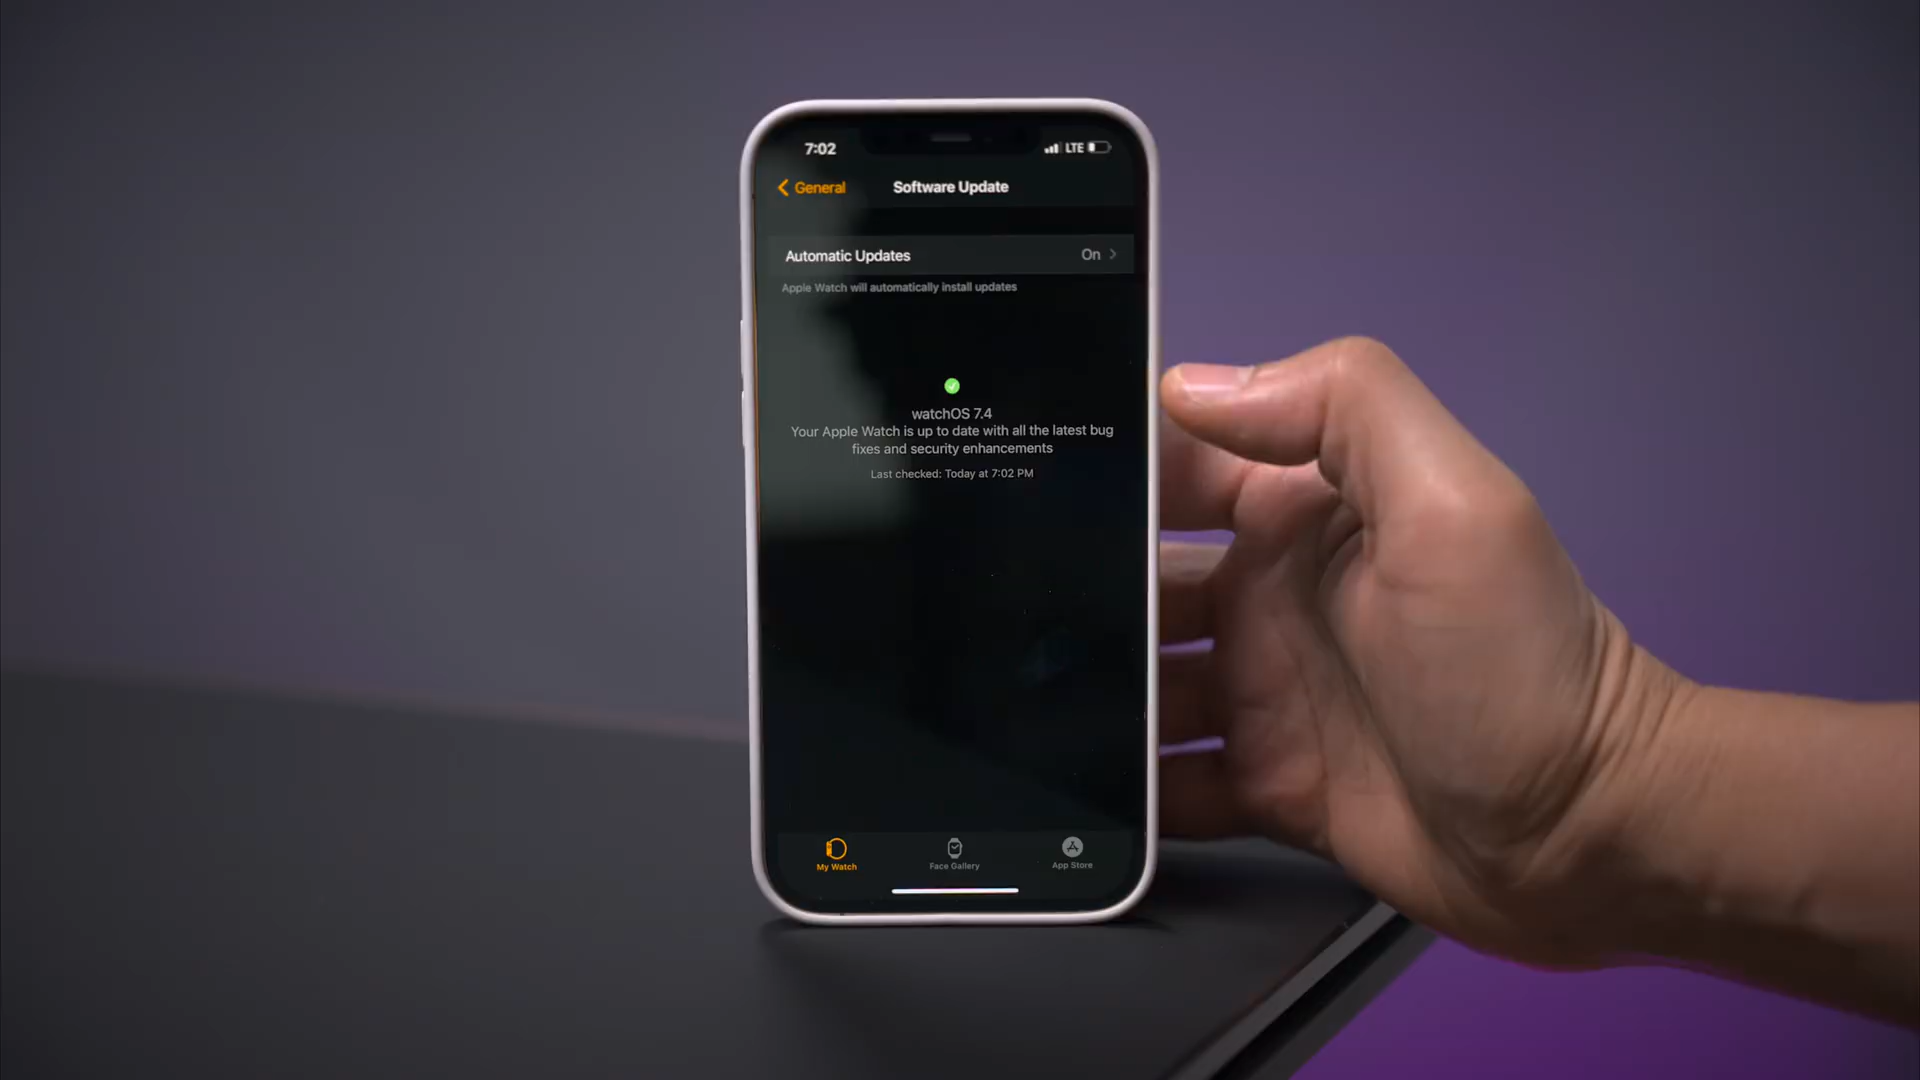 7:02
LTE
General
Software Update
Automatic Updates
On
Apple Watch will automatically install updates
watchOS 7.4
Your Apple Watch is up to date with all the latest bug
fixes and security enhancements
Last checked: Today at 7:02 PM
My Watch
Face Gallery
App Store